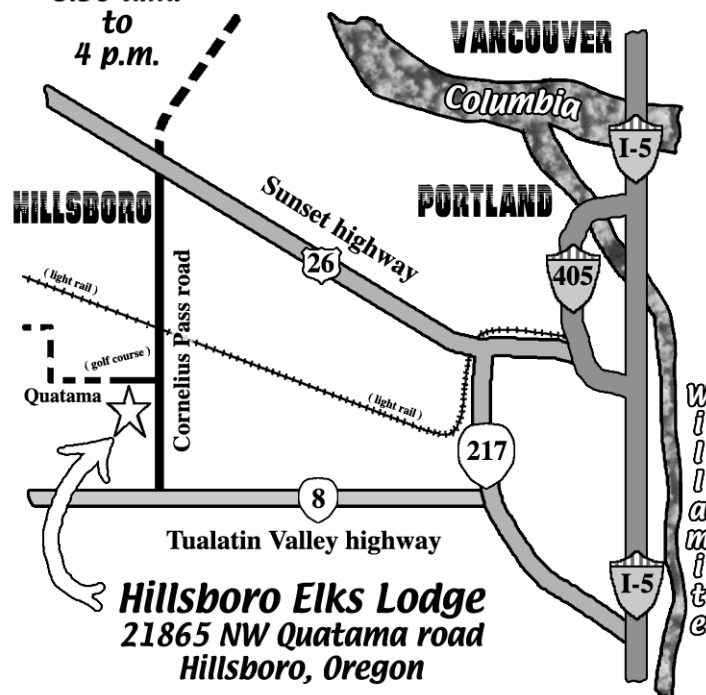 to
4 p.m.
VANCOUVER
Columbia
I-5
HILLSBORO
Sunset highway
PORTLAND
26
405
( light rail )
Cornelius Pass road
( golf course )
Quatama
( light rail )
217
Willamite
8
Tualatin Valley highway
I-5
Hillsboro Elks Lodge
21865 NW Quatama road
Hillsboro, Oregon